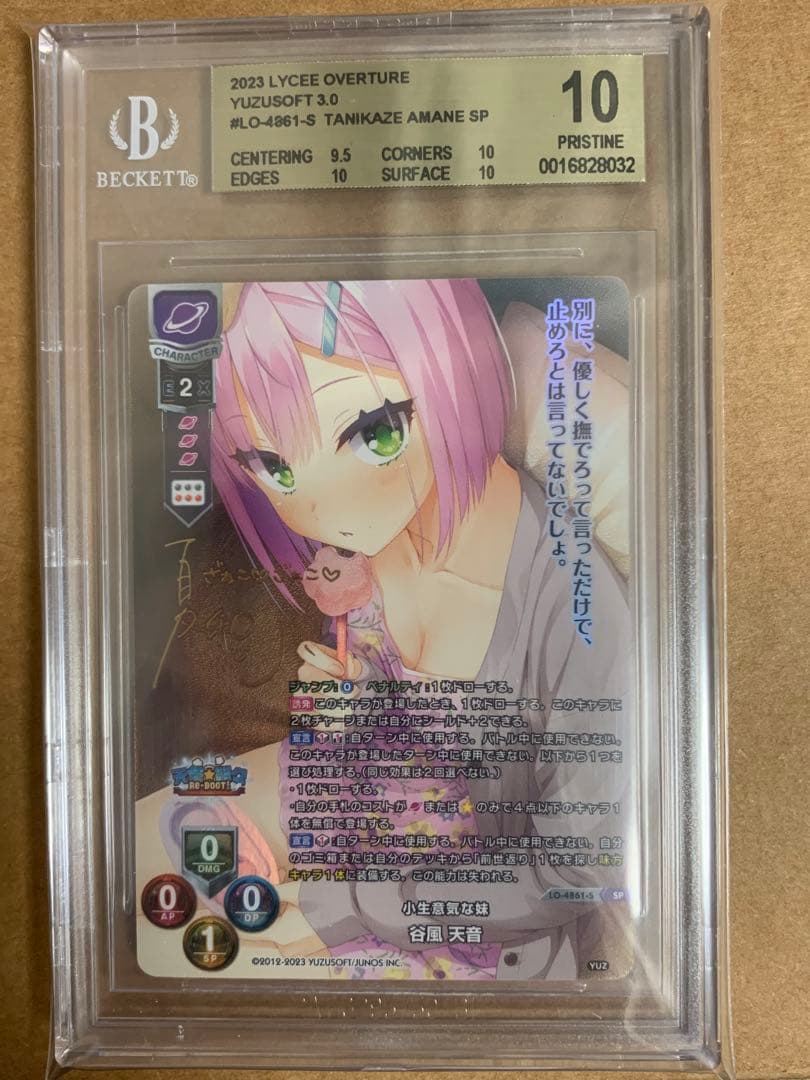 2023 LYCEE OVERTURE
YUZUSOFT 3.0
#LO-4861-S TANIKAZE AMANE SP
CENTERING 9.5 CORNERS 10
EDGES 10 SURFACE 10
10
PRISTINE
0016828032
B
BECKETT®
CHARACTER
E 2 X
別に、優しく撫でろって言っただけで、
止めろとは言ってないでしょ。
ざぁこ♡ざぁこ♡
ジャンプ:0 ペナルティ:1枚ドローする。
誘発 このキャラが登場したとき、1枚ドローする。このキャラに
2枚チャージまたは自分にシールド+2できる。
宣言 :自ターン中に使用する。バトル中に使用できない。
このキャラが登場したターン中に使用できない。以下から1つを
選び処理する。(同じ効果は2回選べない。)
・1枚ドローする。
・自分の手札のコストがまたはのみで4点以下のキャラ1
体を無償で登場する。
宣言 :自ターン中に使用する。バトル中に使用できない。自分
のゴミ箱または自分のデッキから「前世返り」1枚を探し味方
キャラ1体に装備する。この能力は失われる。
RE-BOOT!
0
DMG
0
AP
0
DP
1
SP
LO-4861-S SP
小生意気な妹
谷風 天音
©2012-2023 YUZUSOFT/JUNOS INC.
YUZ